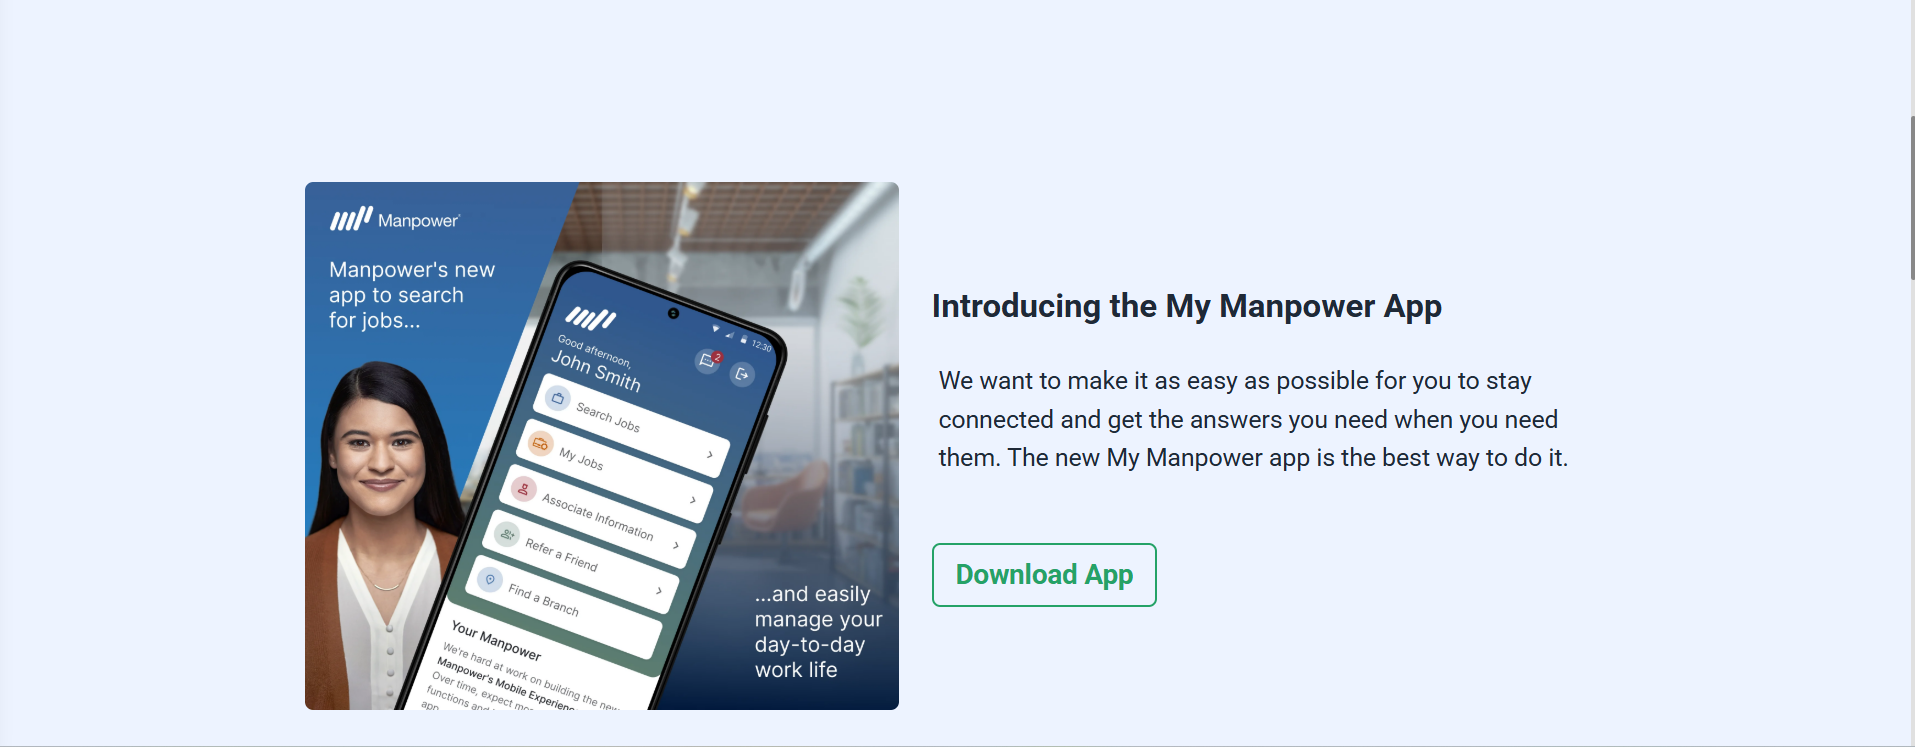 Manpower
Manpower's new
app to search
for jobs...
12:30
2
Good afternoon,
John Smith
Search Jobs
My Jobs
Associate Information
Refer a Friend
Find a Branch
Your Manpower
We're hard at work on building the new
Manpower's Mobile Experien
Over time, expect mo
functions and
app
...and easily
manage your
day-to-day
work life
Introducing the My Manpower App
We want to make it as easy as possible for you to stay
connected and get the answers you need when you need
them. The new My Manpower app is the best way to do it.
Download App